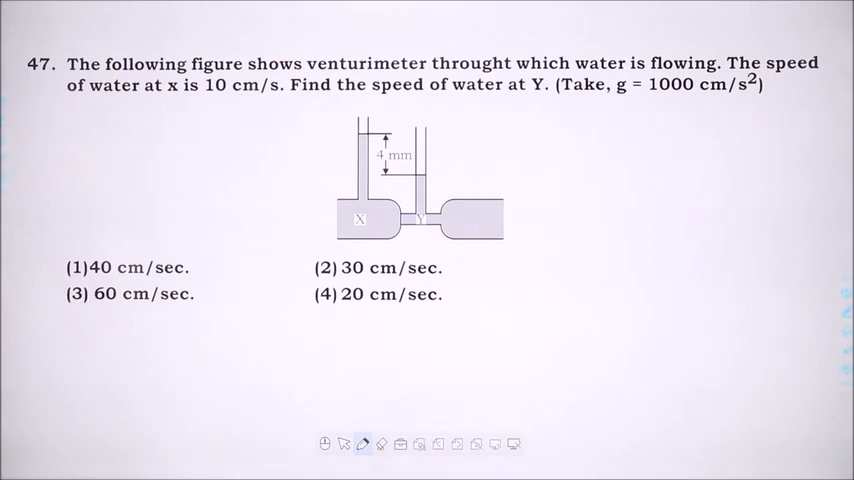 47. The following figure shows venturimeter throught which water is flowing. The speed
of water at x is 10 cm/s. Find the speed of water at Y. (Take, g = 1000 cm/s²)
4 mm
X
Y
(1)40 cm/sec. (2) 30 cm/sec.
(3) 60 cm/sec. (4) 20 cm/sec.